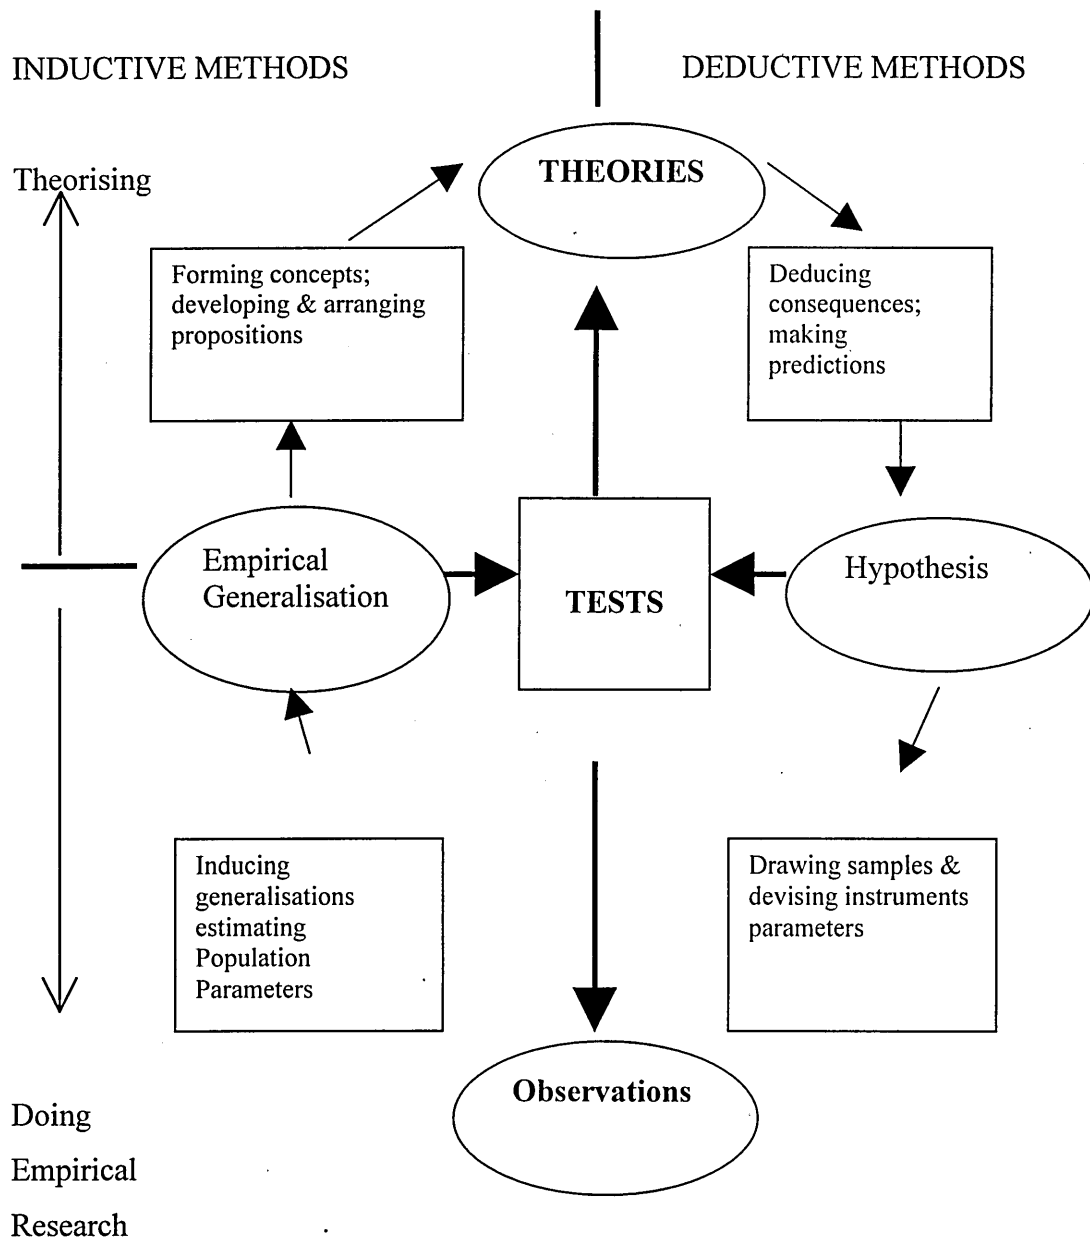 INDUCTIVE METHODS
DEDUCTIVE METHODS
THEORIES
Theorising
Forming concepts;
developing & arranging
propositions
Deducing
consequences;
making
predictions
Empirical
Generalisation
TESTS
Hypothesis
Inducing
generalisations
estimating
Population
Parameters
Drawing samples &
devising instruments
parameters
Observations
Doing
Empirical
Research